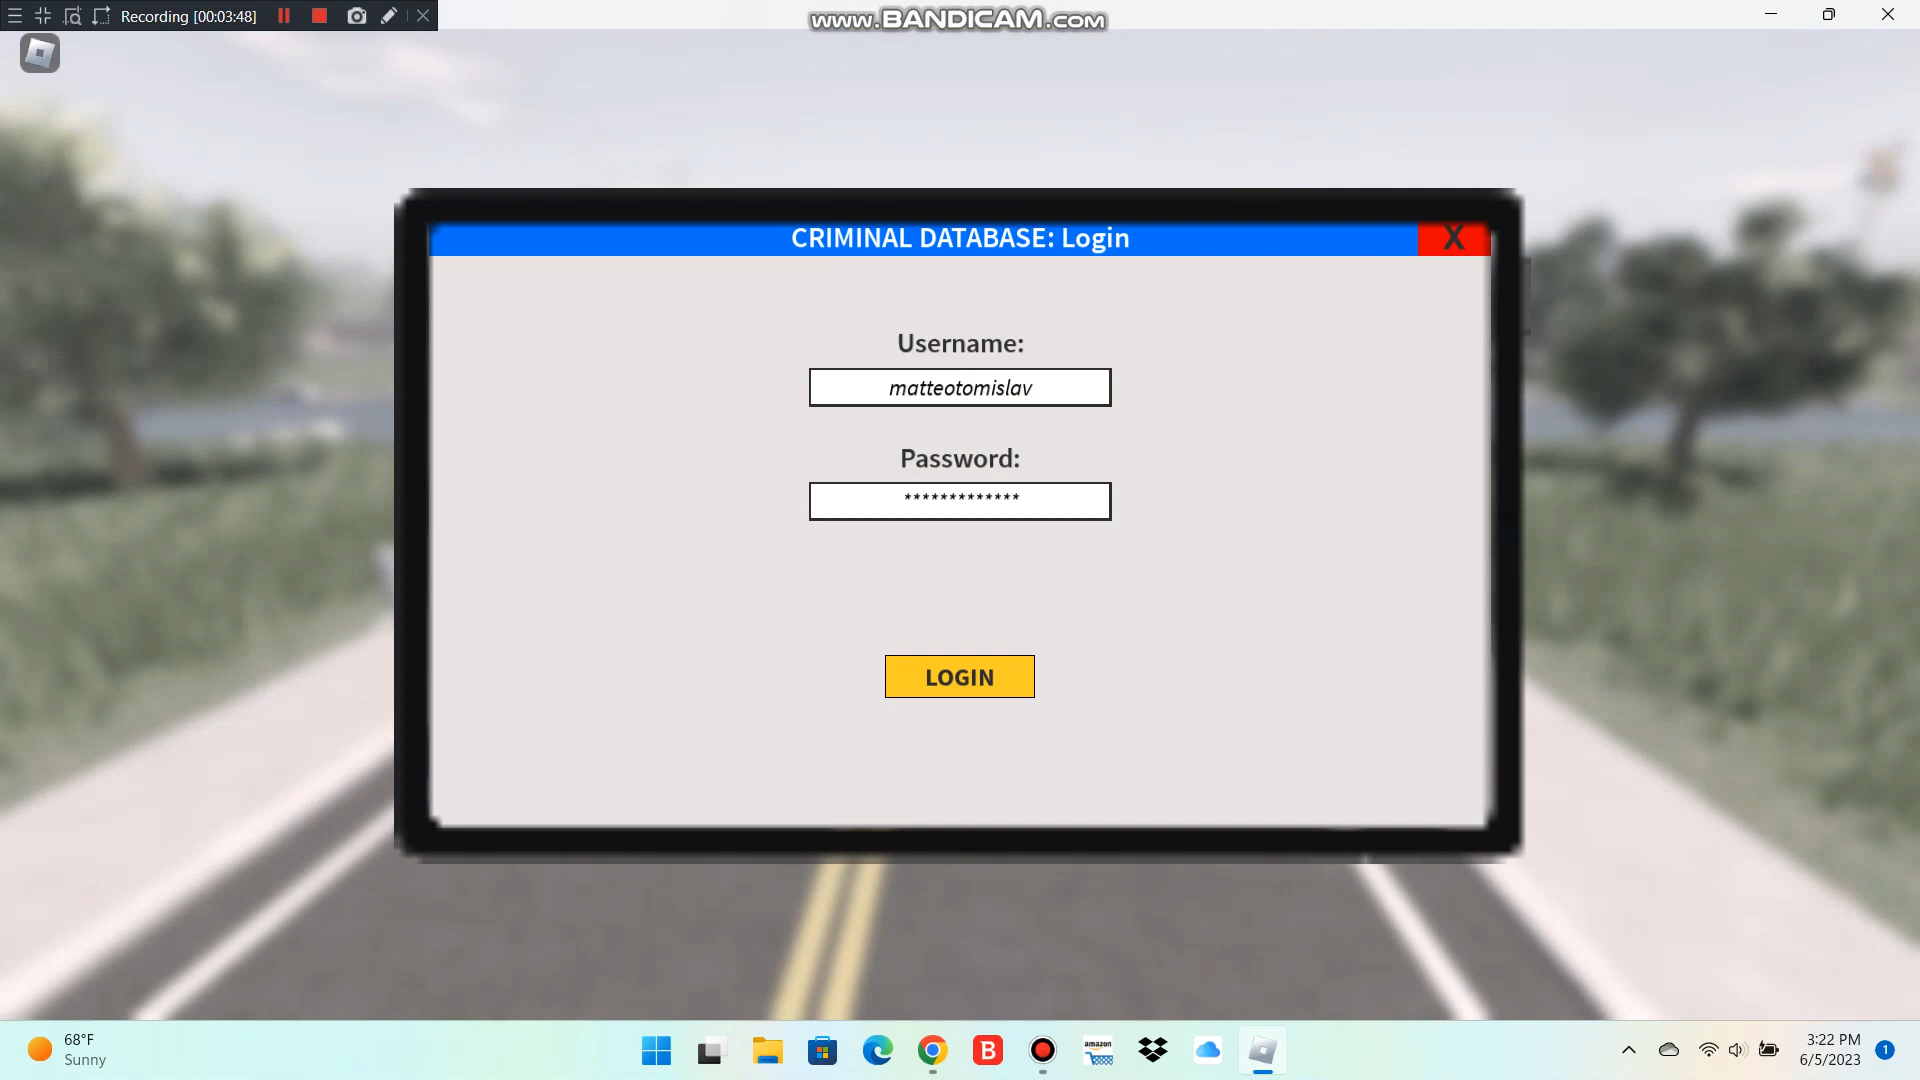 Recording [00:03:48]
www.BANDICAM.com
CRIMINAL DATABASE: Login
X
Username:
matteotomislav
Password:
*************
LOGIN
68°F
Sunny
B
amazon
3:22 PM
6/5/2023
1